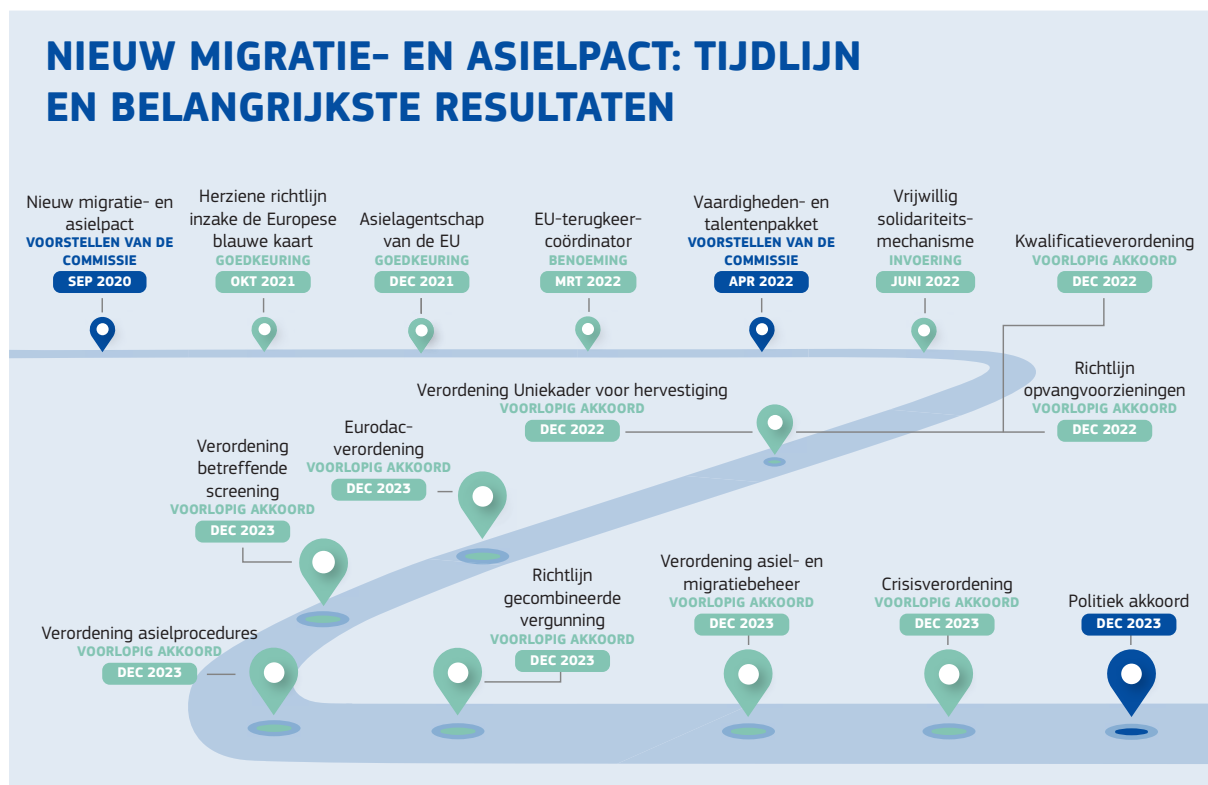 NIEUW MIGRATIE- EN ASIELPACT: TIJDLIJN
EN BELANGRIJKSTE RESULTATEN
Nieuw migratie- en
asielpact
VOORSTELLEN VAN DE
COMMISSIE
SEP 2020
Herziene richtlijn
inzake de Europese
blauwe kaart
GOEDKEURING
OKT 2021
Asielagentschap
van de EU
GOEDKEURING
DEC 2021
EU-terugkeer-
coördinator
BENOEMING
MRT 2022
Vaardigheden- en
talentenpakket
VOORSTELLEN VAN DE
COMMISSIE
APR 2022
Vrijwillig
solidariteits-
mechanisme
INVOERING
JUNI 2022
Kwalificatieverordening
VOORLOPIG AKKOORD
DEC 2022
Richtlijn
opvangvoorzieningen
VOORLOPIG AKKOORD
DEC 2022
Verordening Uniekader voor hervestiging
VOORLOPIG AKKOORD
DEC 2022
Eurodac-
verordening
VOORLOPIG AKKOORD
DEC 2023
Verordening
betreffende
screening
VOORLOPIG AKKOORD
DEC 2023
Verordening asielprocedures
VOORLOPIG AKKOORD
DEC 2023
Richtlijn
gecombineerde
vergunning
VOORLOPIG AKKOORD
DEC 2023
Verordening asiel- en
migratiebeheer
VOORLOPIG AKKOORD
DEC 2023
Crisisverordening
VOORLOPIG AKKOORD
DEC 2023
Politiek akkoord
DEC 2023